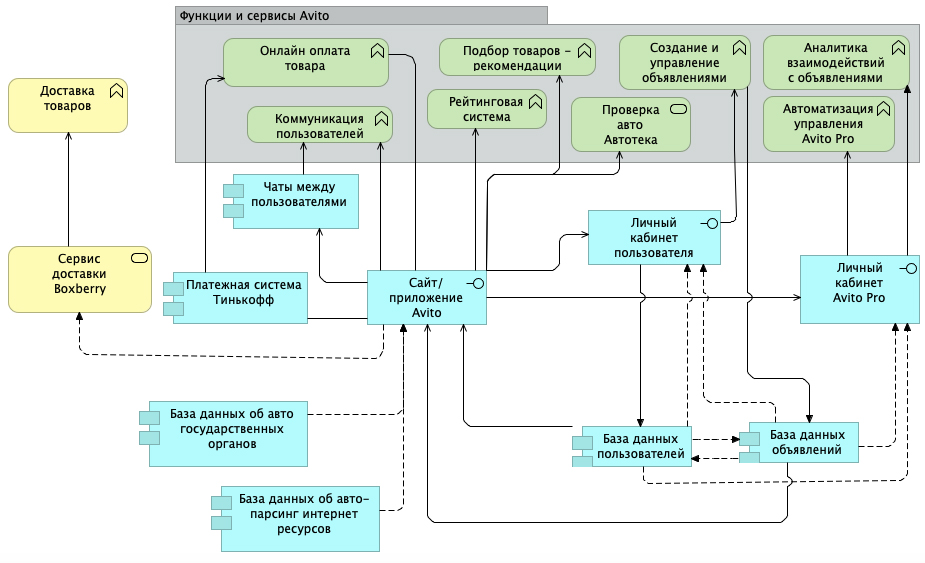 Функции и сервисы Avito
Онлайн оплата
товара
Подбор товаров –
рекомендации
Создание и
управление
объявлениями
Аналитика
взаимодействий
с объявлениями
Доставка
товаров
Коммуникация
пользователей
Рейтинговая
система
Проверка
авто
Автотека
Автоматизация
управления
Avito Pro
Чаты между
пользователями
Личный
кабинет
пользователя
Сервис
доставки
Boxberry
Платежная система
Тинькофф
Сайт/
приложение
Avito
Личный
кабинет
Avito Pro
База данных об авто
государственных
органов
База данных
пользователей
База данных
объявлений
База данных об авто-
парсинг интернет
ресурсов